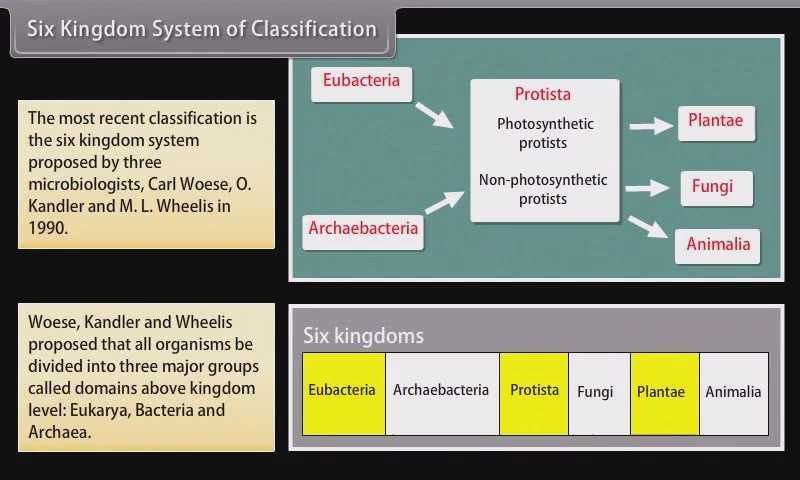 Six Kingdom System of Classification
The most recent classification is
the six kingdom system
proposed by three
microbiologists, Carl Woese, O.
Kandler and M. L. Wheelis in
1990.
Eubacteria
Archaebacteria
Protista
Photosynthetic
protists
Non-photosynthetic
protists
Plantae
Fungi
Animalia
Woese, Kandler and Wheelis
proposed that all organisms be
divided into three major groups
called domains above kingdom
level: Eukarya, Bacteria and
Archaea.
Six kingdoms
Eubacteria Archaebacteria Protista Fungi Plantae Animalia